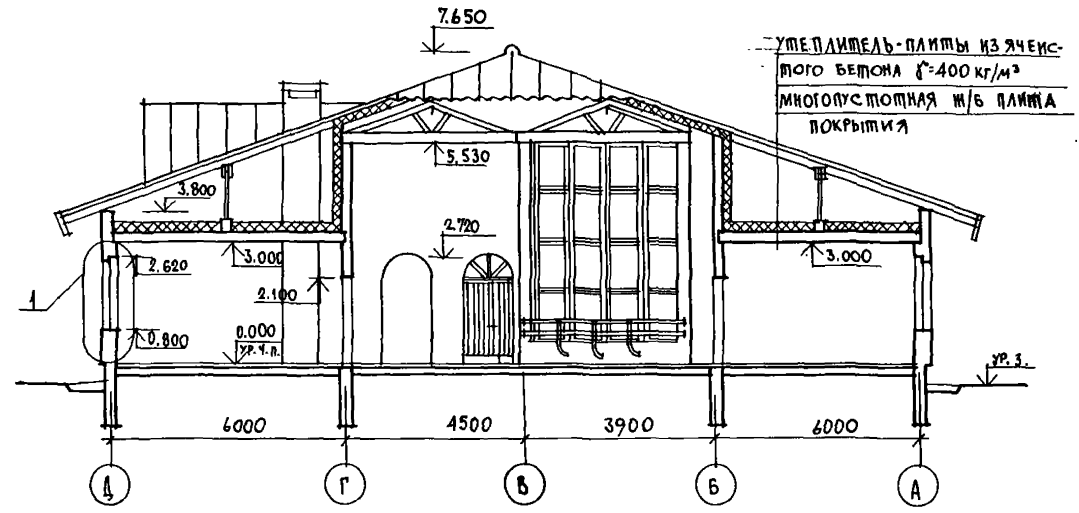 7.650
УТЕПЛИТЕЛЬ-ПЛИТЫ ИЗ ЯЧЕИС-
ТОГО БЕТОНА γ=400 КГ/М³
МНОГОПУСТОТНАЯ Ж/Б ПЛИТА
ПОКРЫТИЯ
5.530
3.800
2.720
3.000
3.000
2.620
2.100
1
0.800
0.000
УР. Ч. П.
УР. З.
6000
4500
3900
6000
Д
Г
В
Б
А